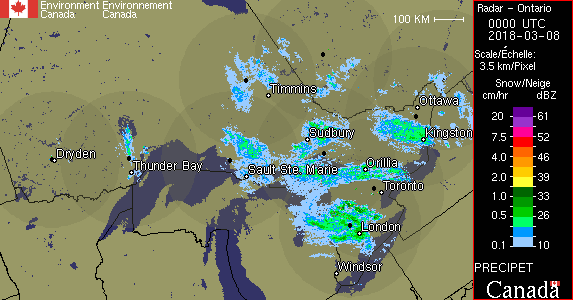 Environment Environnement
Canada Canada
100 KM
Timmins
Ottawa
Sudbury
Kingston
Dryden
Thunder Bay
Sault Ste. Marie
Orillia
Toronto
London
Windsor
Radar - Ontario
0000 UTC
2018-03-08
Scale/Échelle:
3.5 km/Pixel
Snow/Neige
cm/hr dBZ
20 61
7.5 52
4.0 46
2.0 39
1.0 33
0.5 26
0.1 10
PRECIPET
Canada